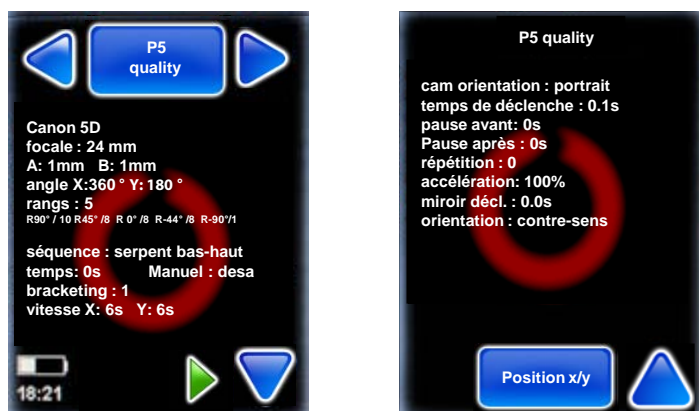 P5
quality
Canon 5D
focale : 24 mm
A: 1mm B: 1mm
angle X:360 ° Y: 180 °
rangs : 5
R90° / 10 R45° /8 R 0° /8 R-44° /8 R-90°/1
séquence : serpent bas-haut
temps: 0s Manuel : desa
bracketing : 1
vitesse X: 6s Y: 6s
18:21
P5 quality
cam orientation : portrait
temps de déclenche : 0.1s
pause avant: 0s
Pause après : 0s
répétition : 0
accélération: 100%
miroir décl. : 0.0s
orientation : contre-sens
Position x/y